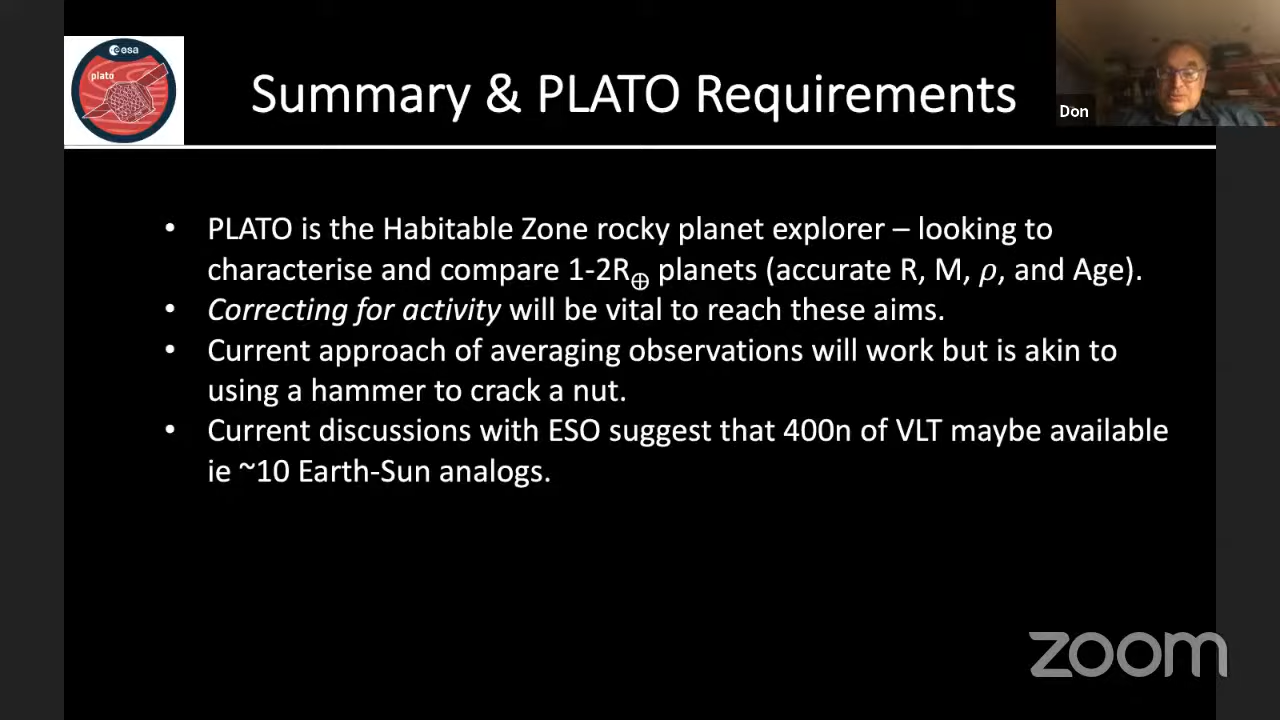 esa
plato
Summary & PLATO Requirements
Don
• PLATO is the Habitable Zone rocky planet explorer – looking to
characterise and compare 1-2R⊕ planets (accurate R, M, ρ, and Age).
• Correcting for activity will be vital to reach these aims.
• Current approach of averaging observations will work but is akin to
using a hammer to crack a nut.
• Current discussions with ESO suggest that 400n of VLT maybe available
ie ~10 Earth-Sun analogs.
zoom